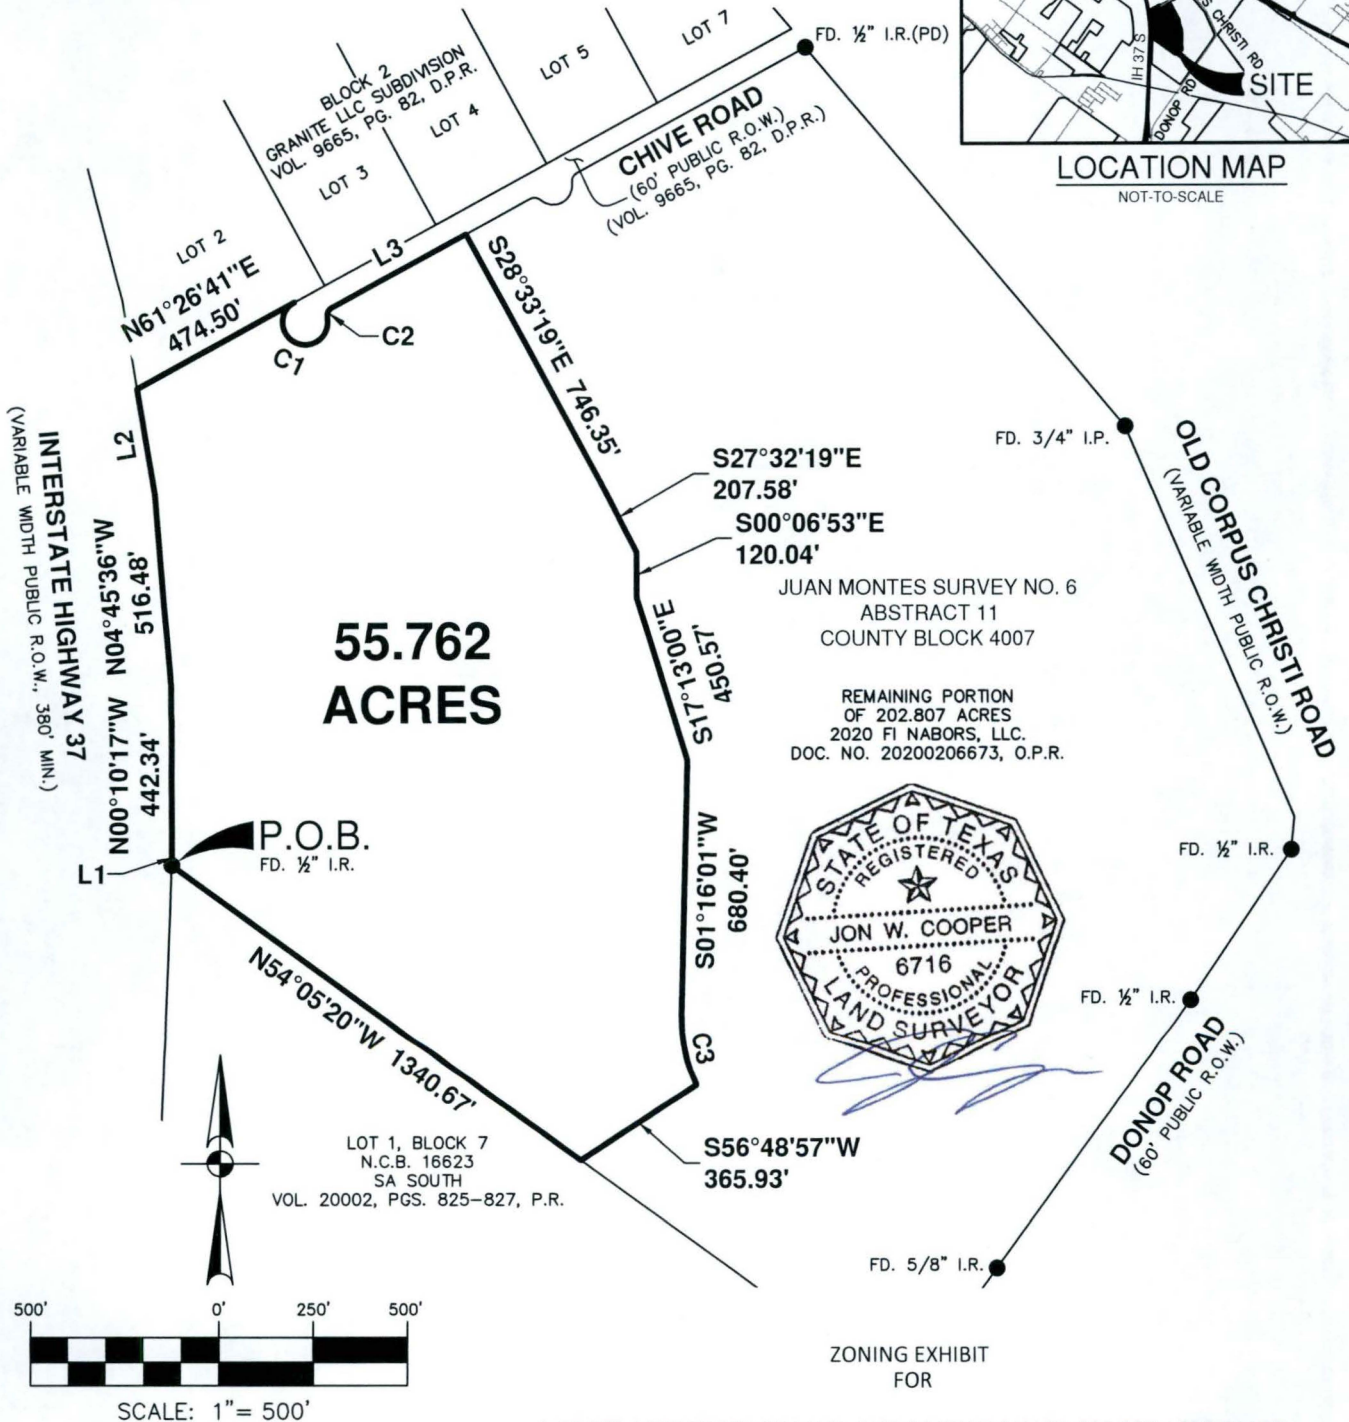 LOT 7
FD. ½" I.R.(PD)
LOT 5
BLOCK 2
GRANITE LLC SUBDIVISION
VOL. 9665, PG. 82, D.P.R.
LOT 4
LOT 3
LOT 2
CHIVE ROAD
(60' PUBLIC R.O.W.)
(VOL. 9665, PG. 82, D.P.R.)
IH 37 S
S CHRISTI RD
DONOP RD
SITE
LOCATION MAP
NOT-TO-SCALE
L3
N61°26'41"E
474.50'
C1
C2
S28°33'19"E 746.35'
L2
INTERSTATE HIGHWAY 37
(VARIABLE WIDTH PUBLIC R.O.W., 380' MIN.)
N04°45'36"W
516.48'
N00°10'17"W
442.34'
FD. 3/4" I.P.
OLD CORPUS CHRISTI ROAD
(VARIABLE WIDTH PUBLIC R.O.W.)
S27°32'19"E
207.58'
S00°06'53"E
120.04'
JUAN MONTES SURVEY NO. 6
ABSTRACT 11
COUNTY BLOCK 4007
S17°13'00"E
450.57'
55.762
ACRES
REMAINING PORTION
OF 202.807 ACRES
2020 FI NABORS, LLC.
DOC. NO. 20200206673, O.P.R.
P.O.B.
FD. ½" I.R.
L1
S01°16'01"W
680.40'
STATE OF TEXAS
REGISTERED
JON W. COOPER
6716
PROFESSIONAL
LAND SURVEYOR
FD. ½" I.R.
FD. ½" I.R.
N54°05'20"W 1340.67'
C3
DONOP ROAD
(60' PUBLIC R.O.W.)
S56°48'57"W
365.93'
LOT 1, BLOCK 7
N.C.B. 16623
SA SOUTH
VOL. 20002, PGS. 825-827, P.R.
FD. 5/8" I.R.
500' 0' 250' 500'
SCALE: 1"= 500'
ZONING EXHIBIT
FOR